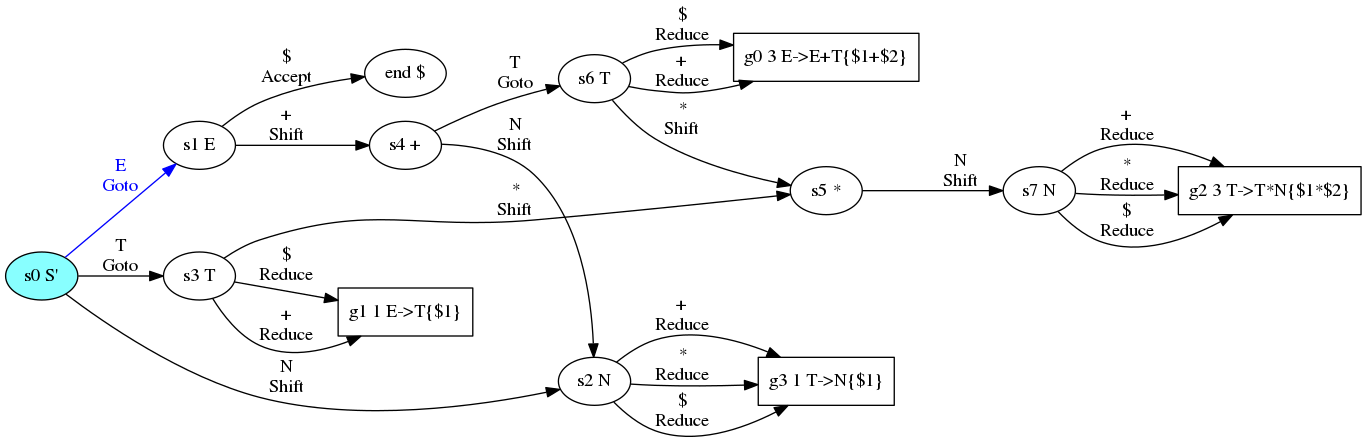 $
Reduce
g0 3 E->E+T{$1+$2}
+
Reduce
$
Accept
end $
T
Goto
s6 T
*
Shift
+
Shift
s1 E
s4 +
N
Shift
E
Goto
*
Shift
s5 *
N
Shift
s7 N
+
Reduce
*
Reduce
g2 3 T->T*N{$1*$2}
$
Reduce
s0 S'
T
Goto
s3 T
$
Reduce
g1 1 E->T{$1}
+
Reduce
N
Shift
s2 N
+
Reduce
*
Reduce
g3 1 T->N{$1}
$
Reduce